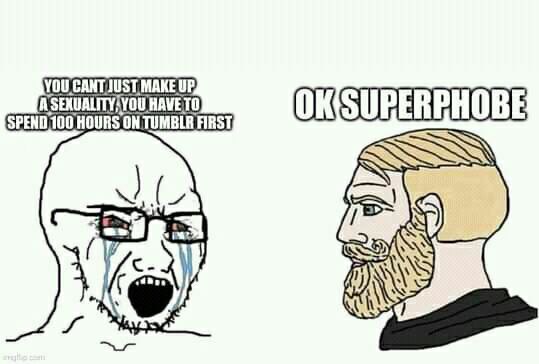 YOU CANT JUST MAKE UP
A SEXUALITY, YOU HAVE TO
SPEND 100 HOURS ON TUMBLR FIRST
OK SUPERPHOBE
imgflip.com